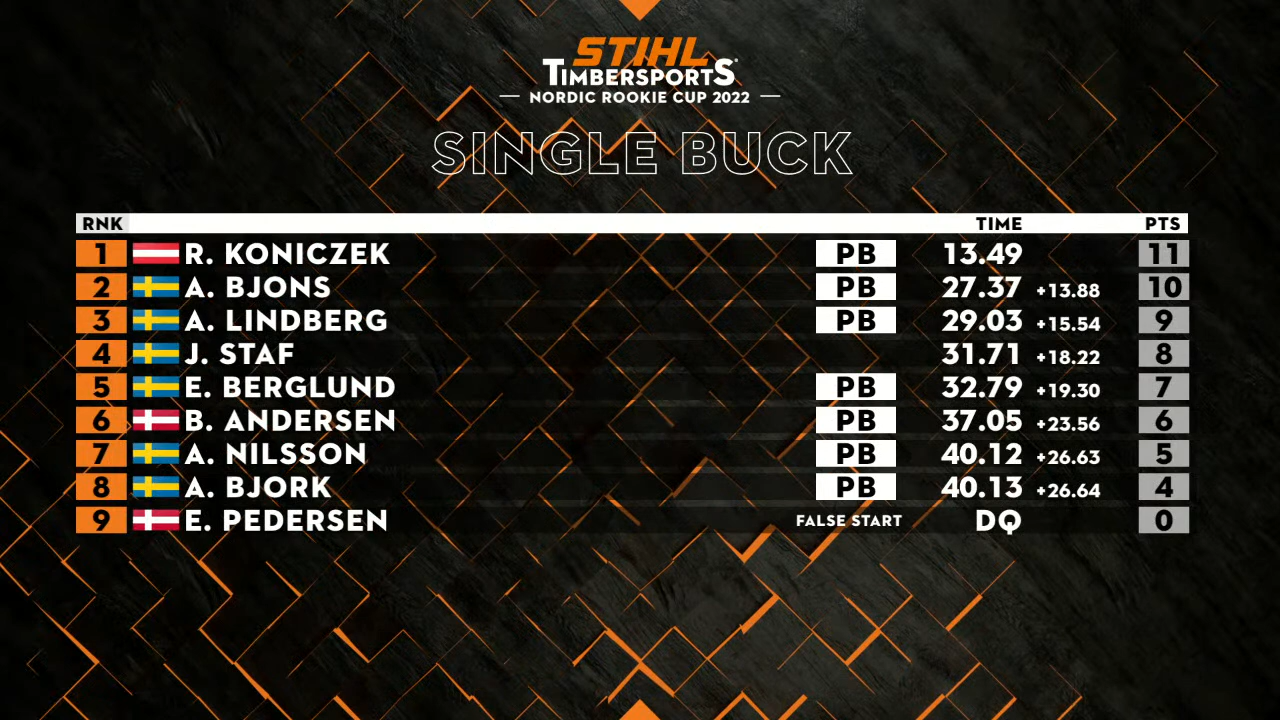 STIHL
TIMBERSPORTS
NORDIC ROOKIE CUP 2022
SINGLE BUCK
RNK TIME PTS
1 R. KONICZEK PB 13.49 11
2 A. BJONS PB 27.37 +13.88 10
3 A. LINDBERG PB 29.03 +15.54 9
4 J. STAF 31.71 +18.22 8
5 E. BERGLUND PB 32.79 +19.30 7
6 B. ANDERSEN PB 37.05 +23.56 6
7 A. NILSSON PB 40.12 +26.63 5
8 A. BJORK PB 40.13 +26.64 4
9 E. PEDERSEN FALSE START DQ 0